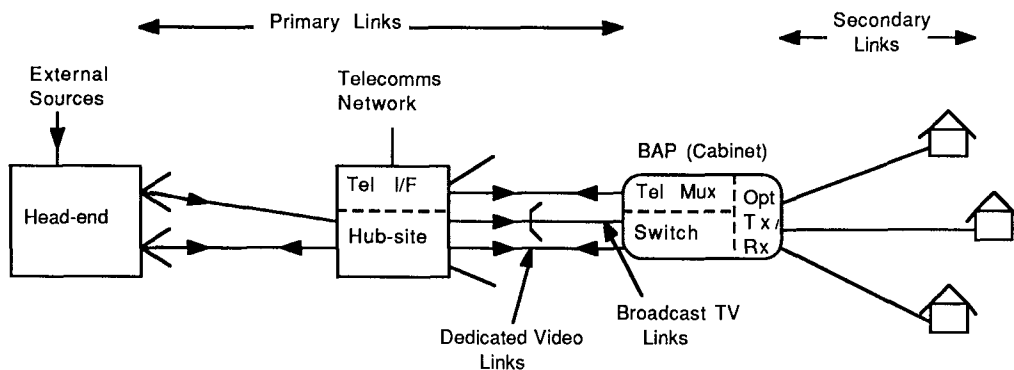 Primary Links
Secondary
Links
External
Sources
Telecomms
Network
BAP (Cabinet)
Head-end
Tel I/F
Hub-site
Tel Mux
Switch
Opt
Tx/
Rx
Broadcast TV
Links
Dedicated Video
Links